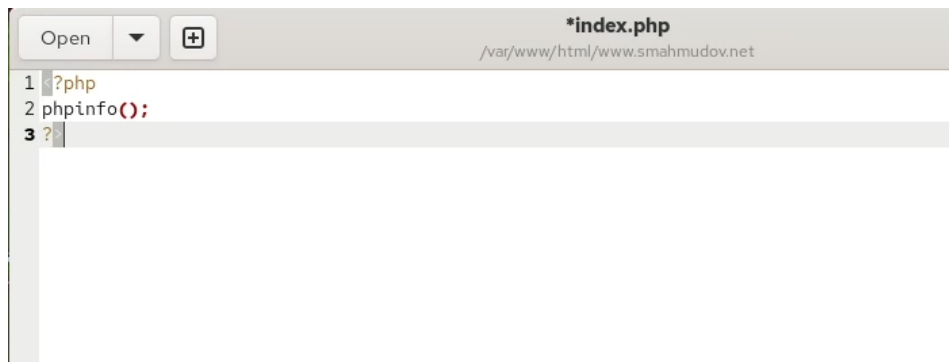 Open
*index.php
/var/www/html/www.smahmudov.net
1 <?php
2 phpinfo();
3 ?>